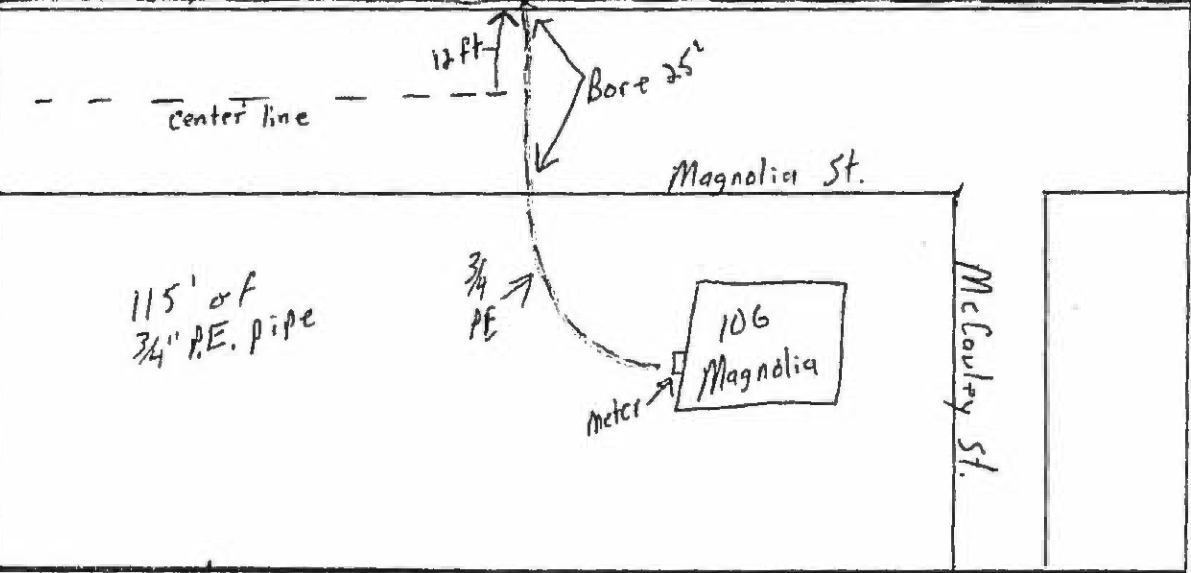 12 ft
Bore 25'
center line
Magnolia St.
115' of
3/4" P.E. pipe
3/4
PE
106
Magnolia
meter
McCauley St.